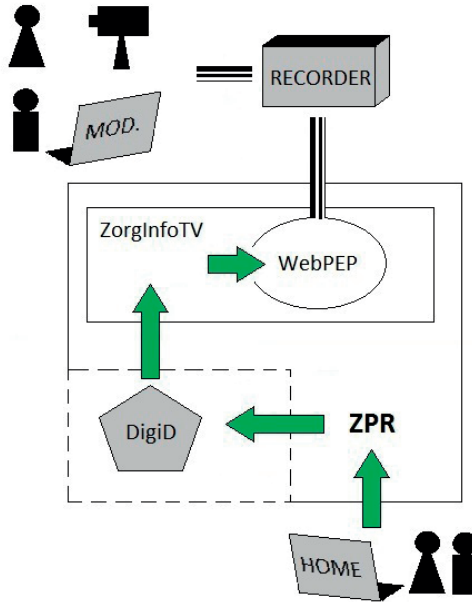 RECORDER
MOD.
ZorgInfoTV
WebPEP
DigiD
ZPR
HOME